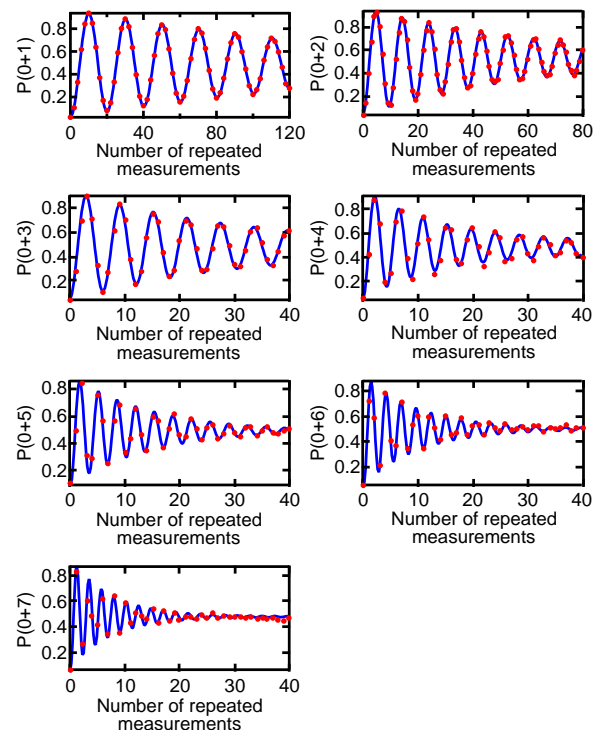 P(0+1)
0.8
0.6
0.4
0.2
0 40 80 120
Number of repeated
measurements
P(0+2)
0.8
0.6
0.4
0.2
0 20 40 60 80
Number of repeated
measurements
P(0+3)
0.8
0.6
0.4
0.2
0 10 20 30 40
Number of repeated
measurements
P(0+4)
0.8
0.6
0.4
0.2
0 10 20 30 40
Number of repeated
measurements
P(0+5)
0.8
0.6
0.4
0.2
0 10 20 30 40
Number of repeated
measurements
P(0+6)
0.8
0.6
0.4
0.2
0 10 20 30 40
Number of repeated
measurements
P(0+7)
0.8
0.6
0.4
0.2
0 10 20 30 40
Number of repeated
measurements